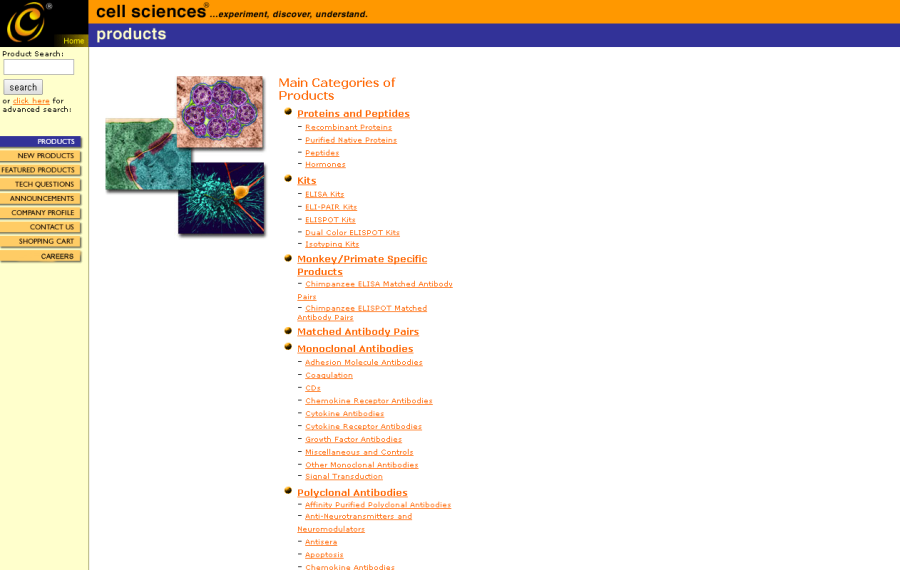 cell sciences® ...experiment, discover, understand.
Home
products
Product Search:
search
or click here for
advanced search:
PRODUCTS
NEW PRODUCTS
FEATURED PRODUCTS
TECH QUESTIONS
ANNOUNCEMENTS
COMPANY PROFILE
CONTACT US
SHOPPING CART
CAREERS
Main Categories of
Products
Proteins and Peptides
- Recombinant Proteins
- Purified Native Proteins
- Peptides
- Hormones
Kits
- ELISA Kits
- ELI-PAIR Kits
- ELISPOT Kits
- Dual Color ELISPOT Kits
- Isotyping Kits
Monkey/Primate Specific
Products
- Chimpanzee ELISA Matched Antibody
Pairs
- Chimpanzee ELISPOT Matched
Antibody Pairs
Matched Antibody Pairs
Monoclonal Antibodies
- Adhesion Molecule Antibodies
- Coagulation
- CDs
- Chemokine Receptor Antibodies
- Cytokine Antibodies
- Cytokine Receptor Antibodies
- Growth Factor Antibodies
- Miscellaneous and Controls
- Other Monoclonal Antibodies
- Signal Transduction
Polyclonal Antibodies
- Affinity Purified Polyclonal Antibodies
- Anti-Neurotransmitters and
Neuromodulators
- Antisera
- Apoptosis
- Chemokine Antibodies